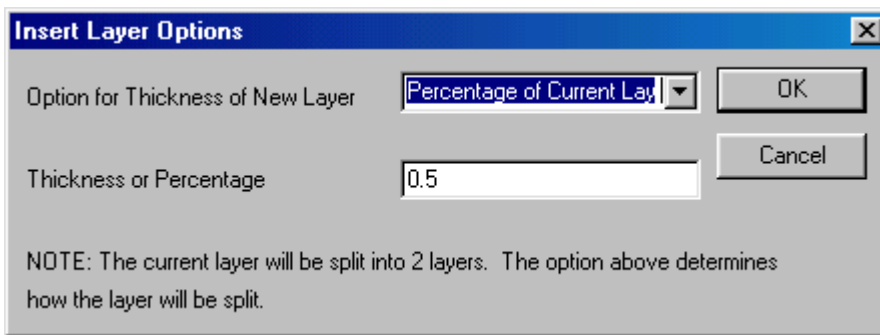 Insert Layer Options
Option for Thickness of New Layer
Percentage of Current Lay
OK
Thickness or Percentage
0.5
Cancel
NOTE: The current layer will be split into 2 layers.  The option above determines
how the layer will be split.